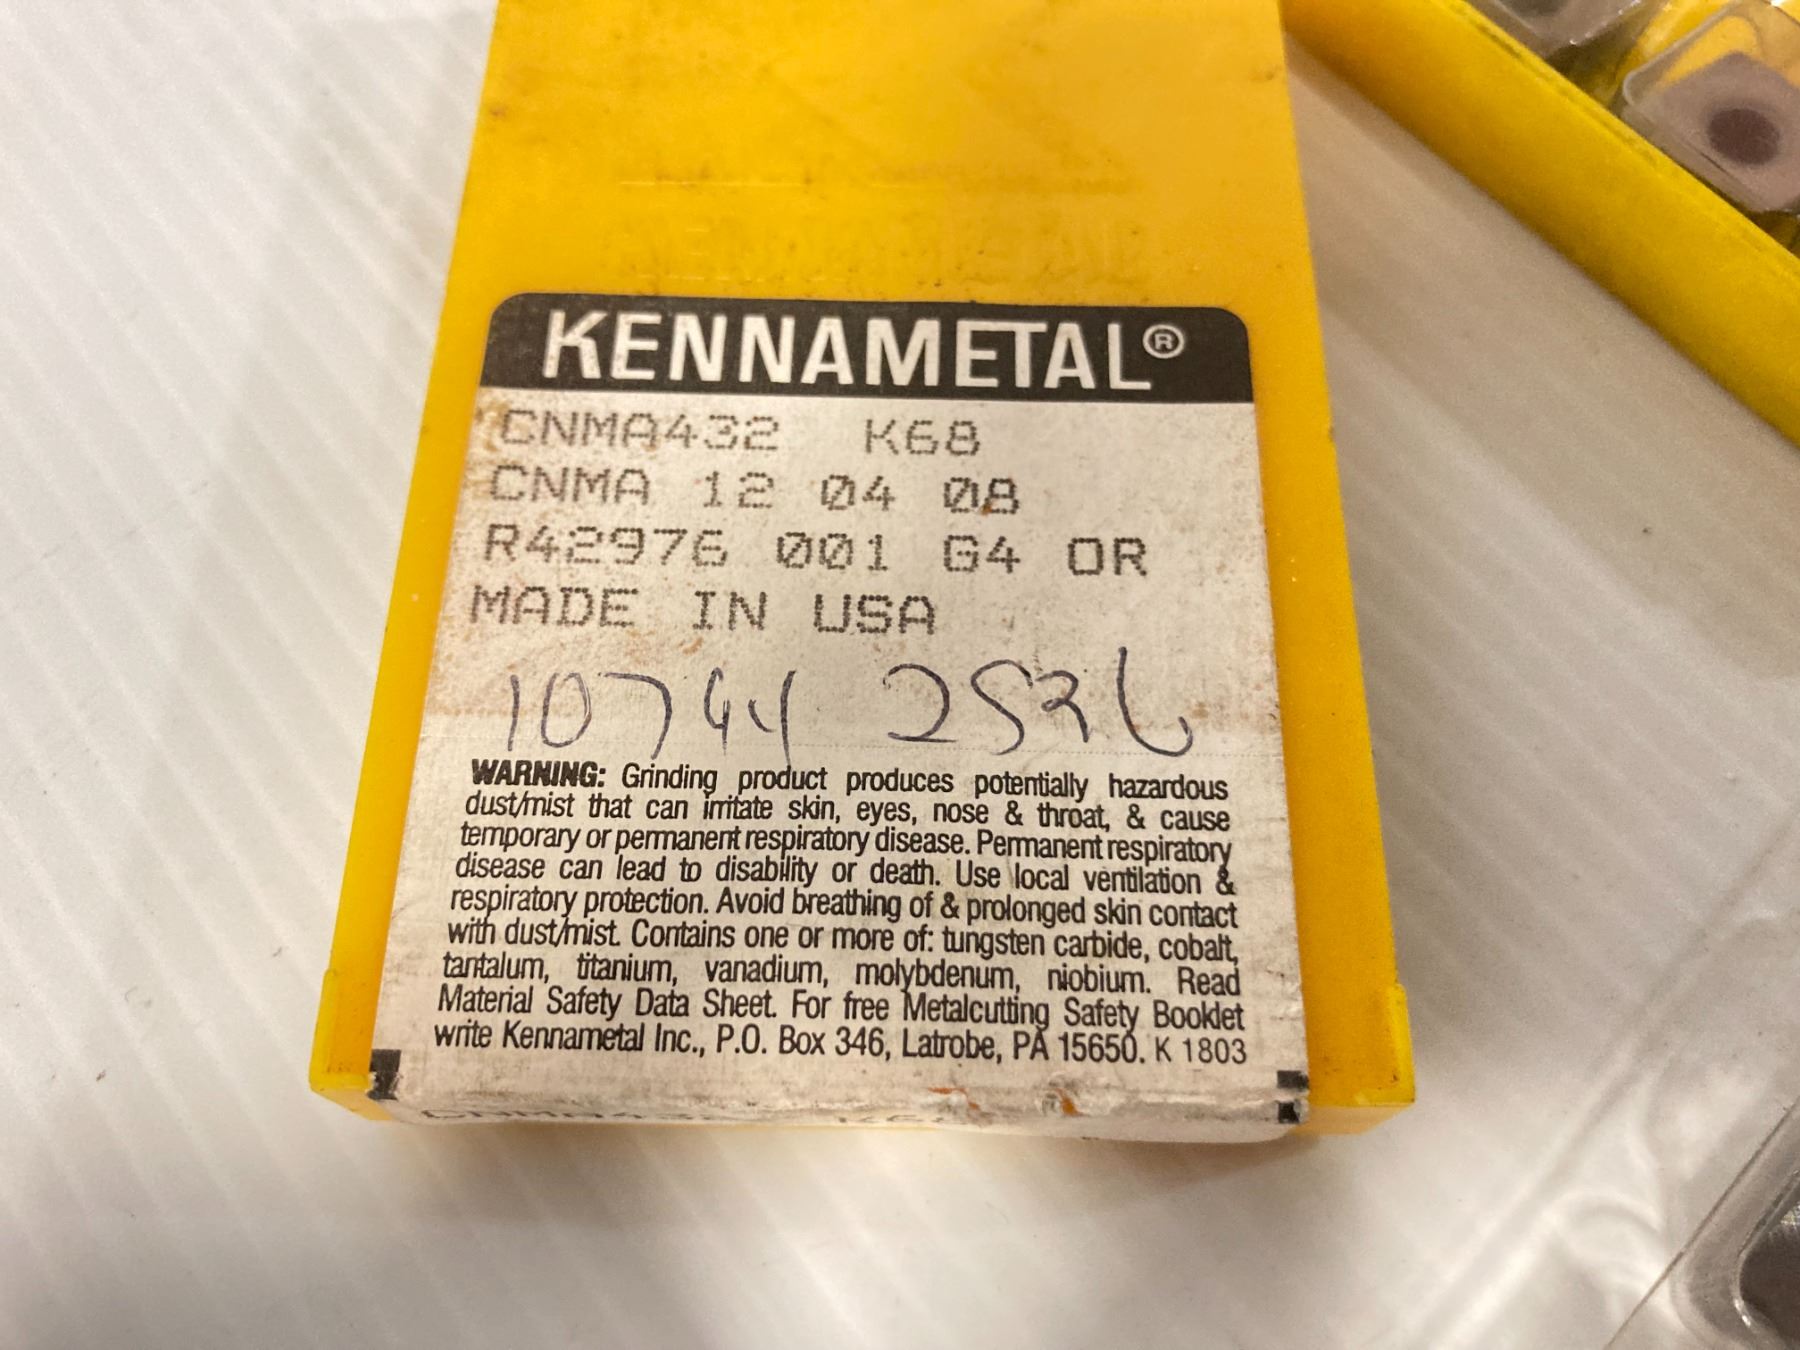 KENNAMETAL®
CNMA432 K68
CNMA 12 04 08
R42976 001 G4 OR
MADE IN USA
10744 2536
WARNING: Grinding product produces potentially hazardous
dust/mist that can irritate skin, eyes, nose & throat, & cause
temporary or permanent respiratory disease. Permanent respiratory
disease can lead to disability or death. Use local ventilation &
respiratory protection. Avoid breathing of & prolonged skin contact
with dust/mist. Contains one or more of: tungsten carbide, cobalt,
tantalum, titanium, vanadium, molybdenum, niobium. Read
Material Safety Data Sheet. For free Metalcutting Safety Booklet
write Kennametal Inc., P.O. Box 346, Latrobe, PA 15650. K 1803